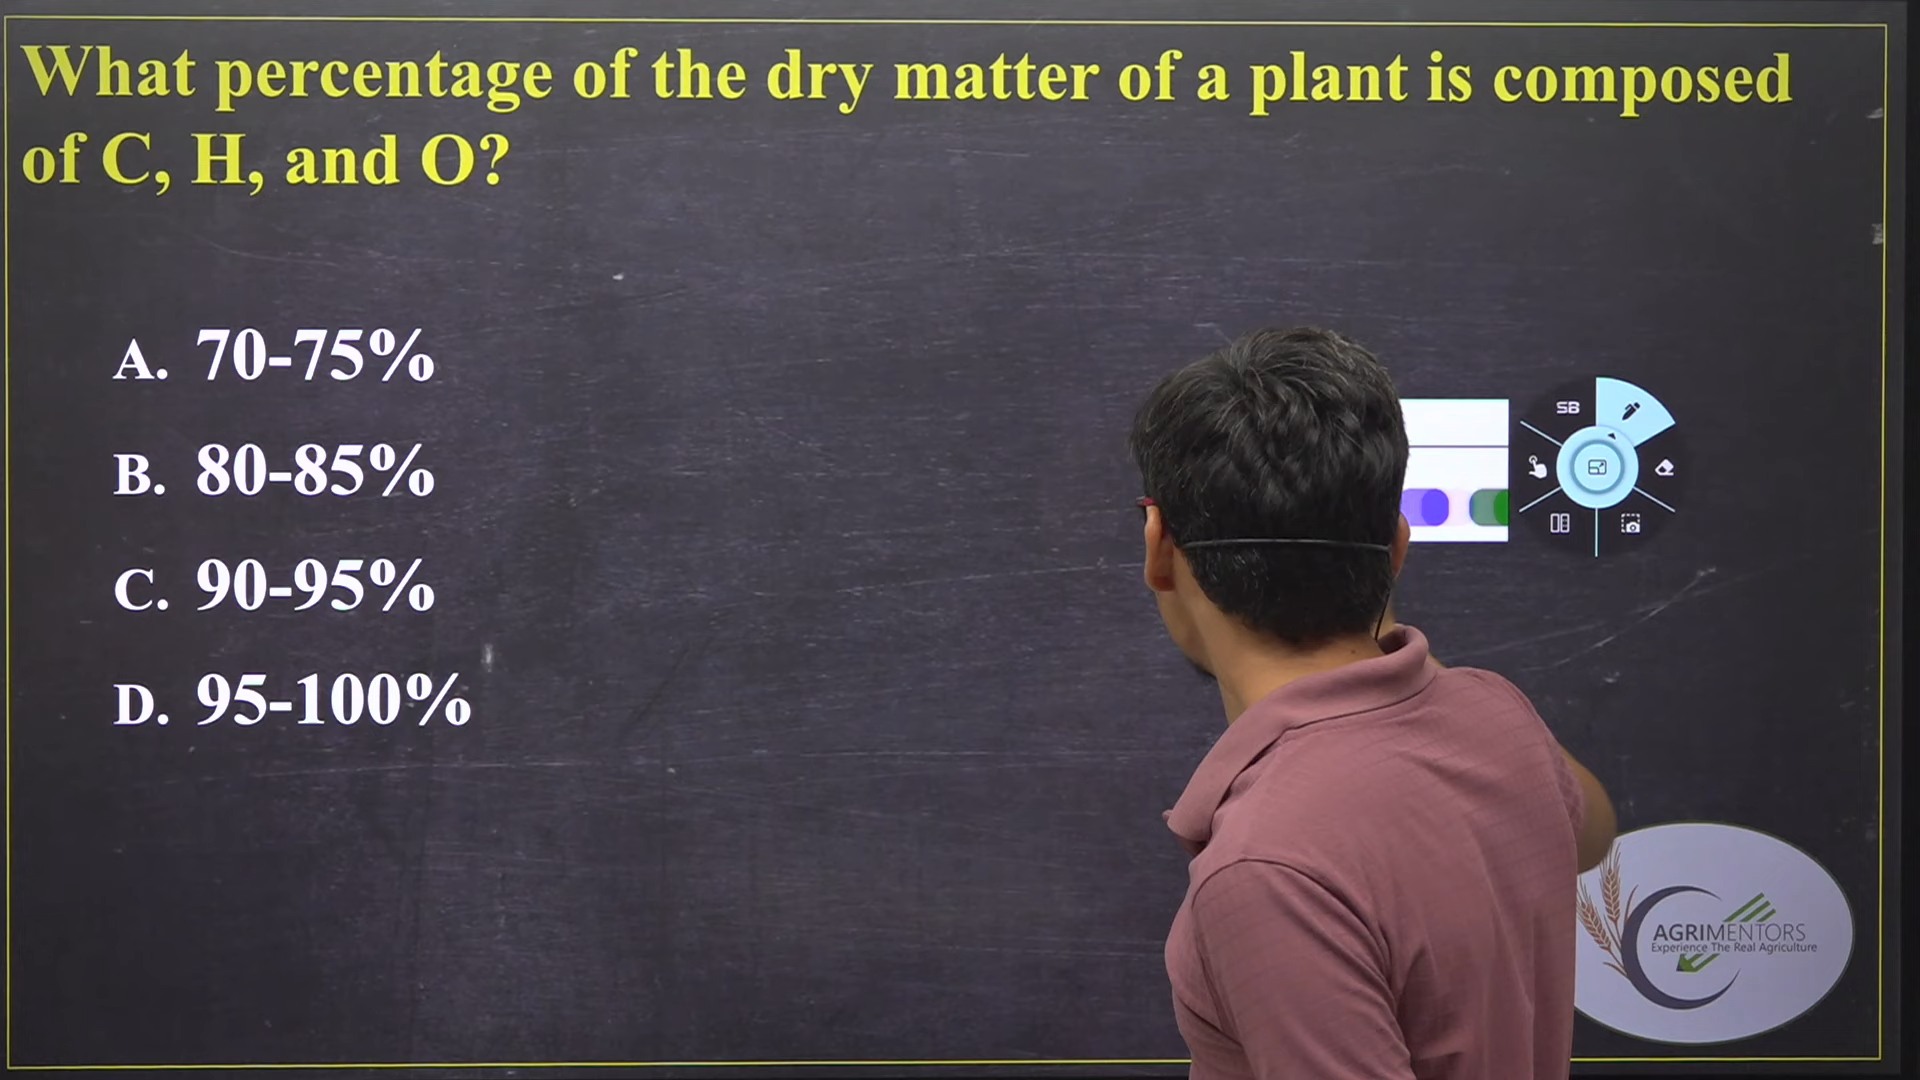 What percentage of the dry matter of a plant is composed
of C, H, and O?
A. 70-75%
B. 80-85%
C. 90-95%
D. 95-100%
SB
AGRIMENTORS
Experience The Real Agriculture